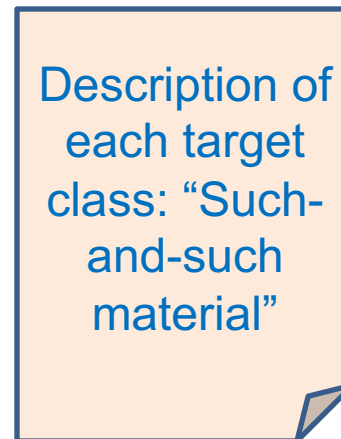 Description of
each target
class: “Such-
and-such
material”